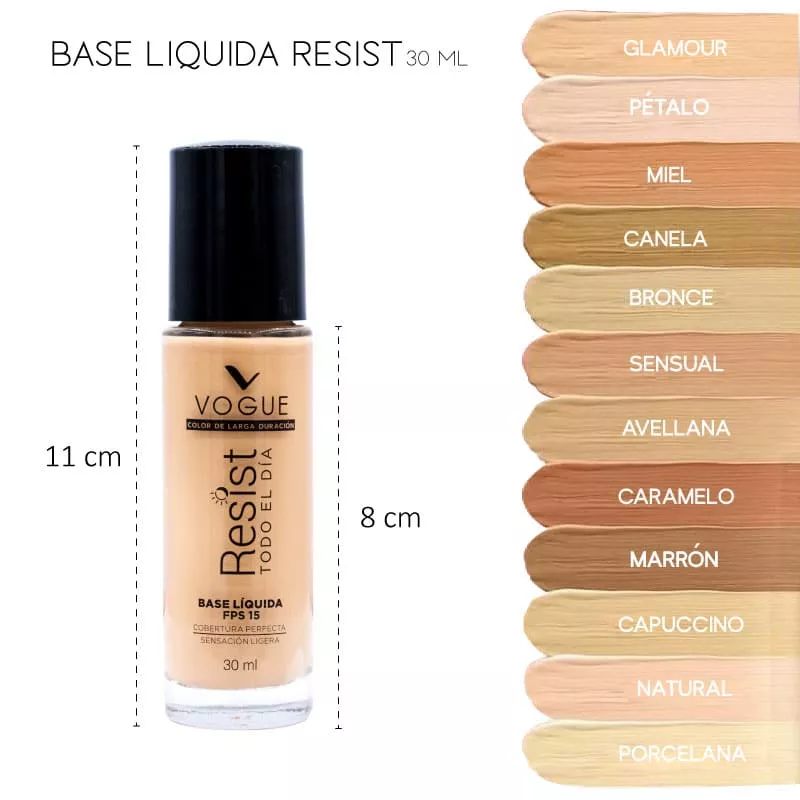 BASE LIQUIDA RESIST 30 ML
11 cm
8 cm
VOGUE
COLOR DE LARGA DURACIÓN
Resist
TODO EL DÍA
BASE LÍQUIDA
FPS 15
COBERTURA PERFECTA
SENSACIÓN LIGERA
30 ml
GLAMOUR
PÉTALO
MIEL
CANELA
BRONCE
SENSUAL
AVELLANA
CARAMELO
MARRÓN
CAPUCCINO
NATURAL
PORCELANA